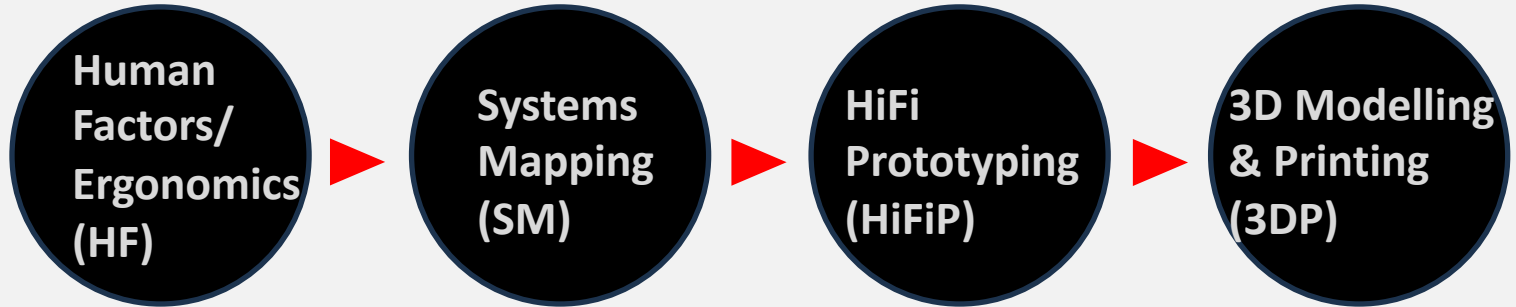 Human
Factors/
Ergonomics
(HF)
Systems
Mapping
(SM)
HiFi
Prototyping
(HiFiP)
3D Modelling
& Printing
(3DP)